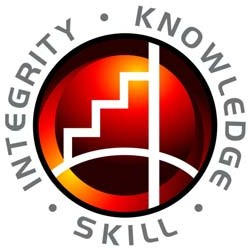 INTEGRITY • KNOWLEDGE • SKILL •